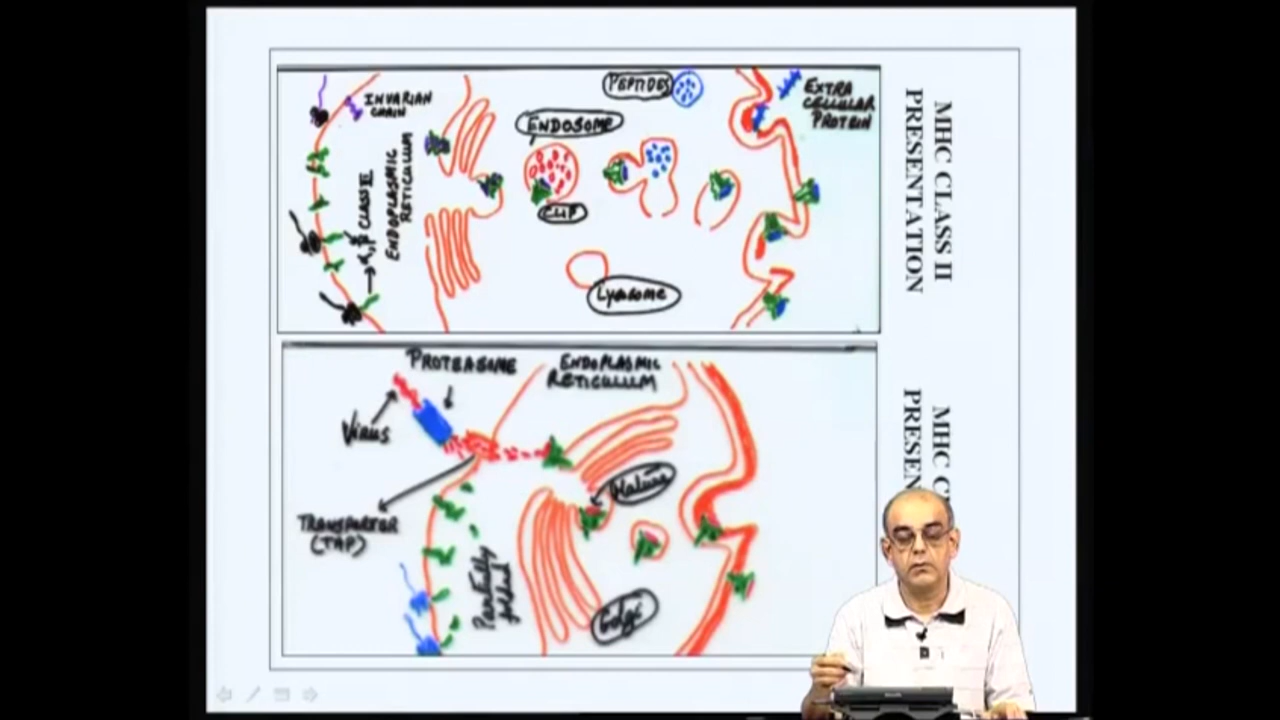 PEPTIDES
EXTRA
CELLULAR
PROTEIN
INVARIAN
CHAIN
ENDOSOME
ENDOPLASMIC
RETICULUM
α, β CLASS II
CLIP
Lysosome
MHC CLASS II
PRESENTATION
PROTEASOME
ENDOPLASMIC
RETICULUM
VIRUS
Mature
TRANSPORTER
(TAP)
Partially
folded
Golgi
MHC C
PRESEN